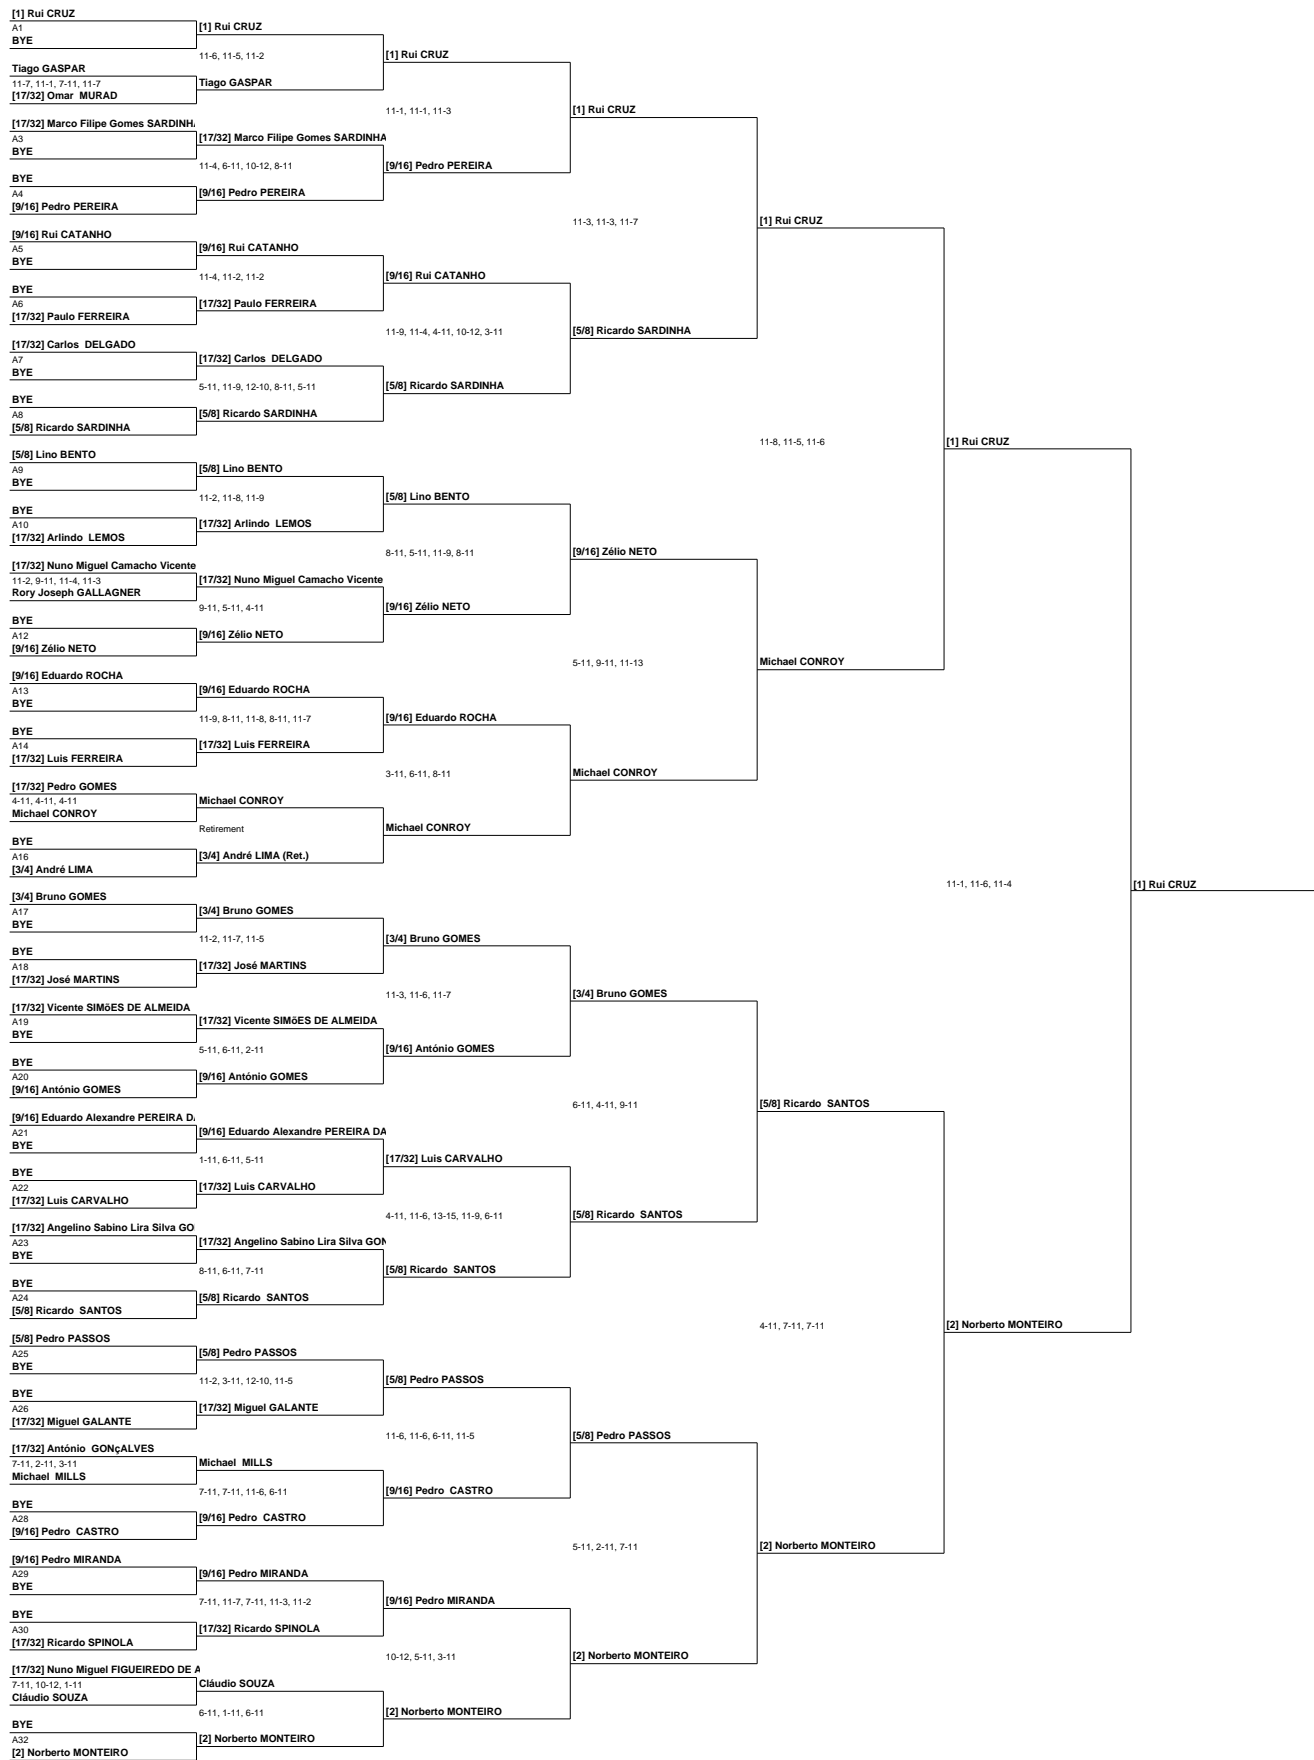 [1] Rui CRUZ
A1
BYE
[1] Rui CRUZ
11-6, 11-5, 11-2
[1] Rui CRUZ
Tiago GASPAR
11-7, 11-1, 7-11, 11-7
[17/32] Omar  MURAD
Tiago GASPAR
11-1, 11-1, 11-3
[1] Rui CRUZ
[17/32] Marco Filipe Gomes SARDINHA
A3
BYE
[17/32] Marco Filipe Gomes SARDINHA
11-4, 6-11, 10-12, 8-11
[9/16] Pedro PEREIRA
BYE
A4
[9/16] Pedro PEREIRA
[9/16] Pedro PEREIRA
11-3, 11-3, 11-7
[1] Rui CRUZ
[9/16] Rui CATANHO
A5
BYE
[9/16] Rui CATANHO
11-4, 11-2, 11-2
[9/16] Rui CATANHO
BYE
A6
[17/32] Paulo FERREIRA
[17/32] Paulo FERREIRA
11-9, 11-4, 4-11, 10-12, 3-11
[5/8] Ricardo SARDINHA
[17/32] Carlos  DELGADO
A7
BYE
[17/32] Carlos  DELGADO
5-11, 11-9, 12-10, 8-11, 5-11
[5/8] Ricardo SARDINHA
BYE
A8
[5/8] Ricardo SARDINHA
[5/8] Ricardo SARDINHA
11-8, 11-5, 11-6
[1] Rui CRUZ
[5/8] Lino BENTO
A9
BYE
[5/8] Lino BENTO
11-2, 11-8, 11-9
[5/8] Lino BENTO
BYE
A10
[17/32] Arlindo  LEMOS
[17/32] Arlindo  LEMOS
8-11, 5-11, 11-9, 8-11
[9/16] Zélio NETO
[17/32] Nuno Miguel Camacho Vicente
11-2, 9-11, 11-4, 11-3
Rory Joseph GALLAGNER
[17/32] Nuno Miguel Camacho Vicente
9-11, 5-11, 4-11
[9/16] Zélio NETO
BYE
A12
[9/16] Zélio NETO
[9/16] Zélio NETO
5-11, 9-11, 11-13
Michael CONROY
[9/16] Eduardo ROCHA
A13
BYE
[9/16] Eduardo ROCHA
11-9, 8-11, 11-8, 8-11, 11-7
[9/16] Eduardo ROCHA
BYE
A14
[17/32] Luis FERREIRA
[17/32] Luis FERREIRA
3-11, 6-11, 8-11
Michael CONROY
[17/32] Pedro GOMES
4-11, 4-11, 4-11
Michael CONROY
Michael CONROY
Retirement
Michael CONROY
BYE
A16
[3/4] André LIMA
[3/4] André LIMA (Ret.)
11-1, 11-6, 11-4
[1] Rui CRUZ
[3/4] Bruno GOMES
A17
BYE
[3/4] Bruno GOMES
11-2, 11-7, 11-5
[3/4] Bruno GOMES
BYE
A18
[17/32] José MARTINS
[17/32] José MARTINS
11-3, 11-6, 11-7
[3/4] Bruno GOMES
[17/32] Vicente SIMõES DE ALMEIDA
A19
BYE
[17/32] Vicente SIMõES DE ALMEIDA
5-11, 6-11, 2-11
[9/16] António GOMES
BYE
A20
[9/16] António GOMES
[9/16] António GOMES
6-11, 4-11, 9-11
[5/8] Ricardo  SANTOS
[9/16] Eduardo Alexandre PEREIRA D
A21
BYE
[9/16] Eduardo Alexandre PEREIRA DA
1-11, 6-11, 5-11
[17/32] Luis CARVALHO
BYE
A22
[17/32] Luis CARVALHO
[17/32] Luis CARVALHO
4-11, 11-6, 13-15, 11-9, 6-11
[5/8] Ricardo  SANTOS
[17/32] Angelino Sabino Lira Silva GO
A23
BYE
[17/32] Angelino Sabino Lira Silva GON
8-11, 6-11, 7-11
[5/8] Ricardo  SANTOS
BYE
A24
[5/8] Ricardo  SANTOS
[5/8] Ricardo  SANTOS
4-11, 7-11, 7-11
[2] Norberto MONTEIRO
[5/8] Pedro PASSOS
A25
BYE
[5/8] Pedro PASSOS
11-2, 3-11, 12-10, 11-5
[5/8] Pedro PASSOS
BYE
A26
[17/32] Miguel GALANTE
[17/32] Miguel GALANTE
11-6, 11-6, 6-11, 11-5
[5/8] Pedro PASSOS
[17/32] António  GONçALVES
7-11, 2-11, 3-11
Michael  MILLS
Michael  MILLS
7-11, 7-11, 11-6, 6-11
[9/16] Pedro  CASTRO
BYE
A28
[9/16] Pedro  CASTRO
[9/16] Pedro  CASTRO
5-11, 2-11, 7-11
[2] Norberto MONTEIRO
[9/16] Pedro MIRANDA
A29
BYE
[9/16] Pedro MIRANDA
7-11, 11-7, 7-11, 11-3, 11-2
[9/16] Pedro MIRANDA
BYE
A30
[17/32] Ricardo SPINOLA
[17/32] Ricardo SPINOLA
10-12, 5-11, 3-11
[2] Norberto MONTEIRO
[17/32] Nuno Miguel FIGUEIREDO DE A
7-11, 10-12, 1-11
Cláudio SOUZA
Cláudio SOUZA
6-11, 1-11, 6-11
[2] Norberto MONTEIRO
BYE
A32
[2] Norberto MONTEIRO
[2] Norberto MONTEIRO